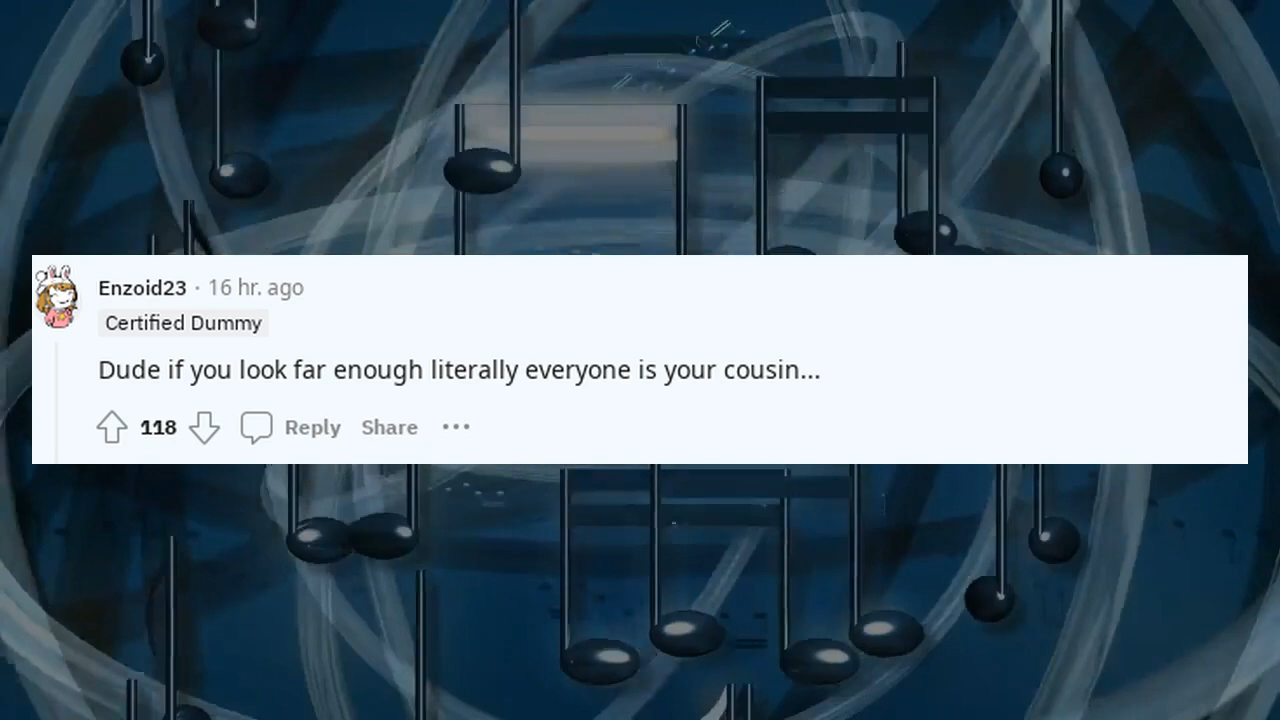 Enzoid23 · 16 hr. ago
Certified Dummy
Dude if you look far enough literally everyone is your cousin...
118 Reply Share ···